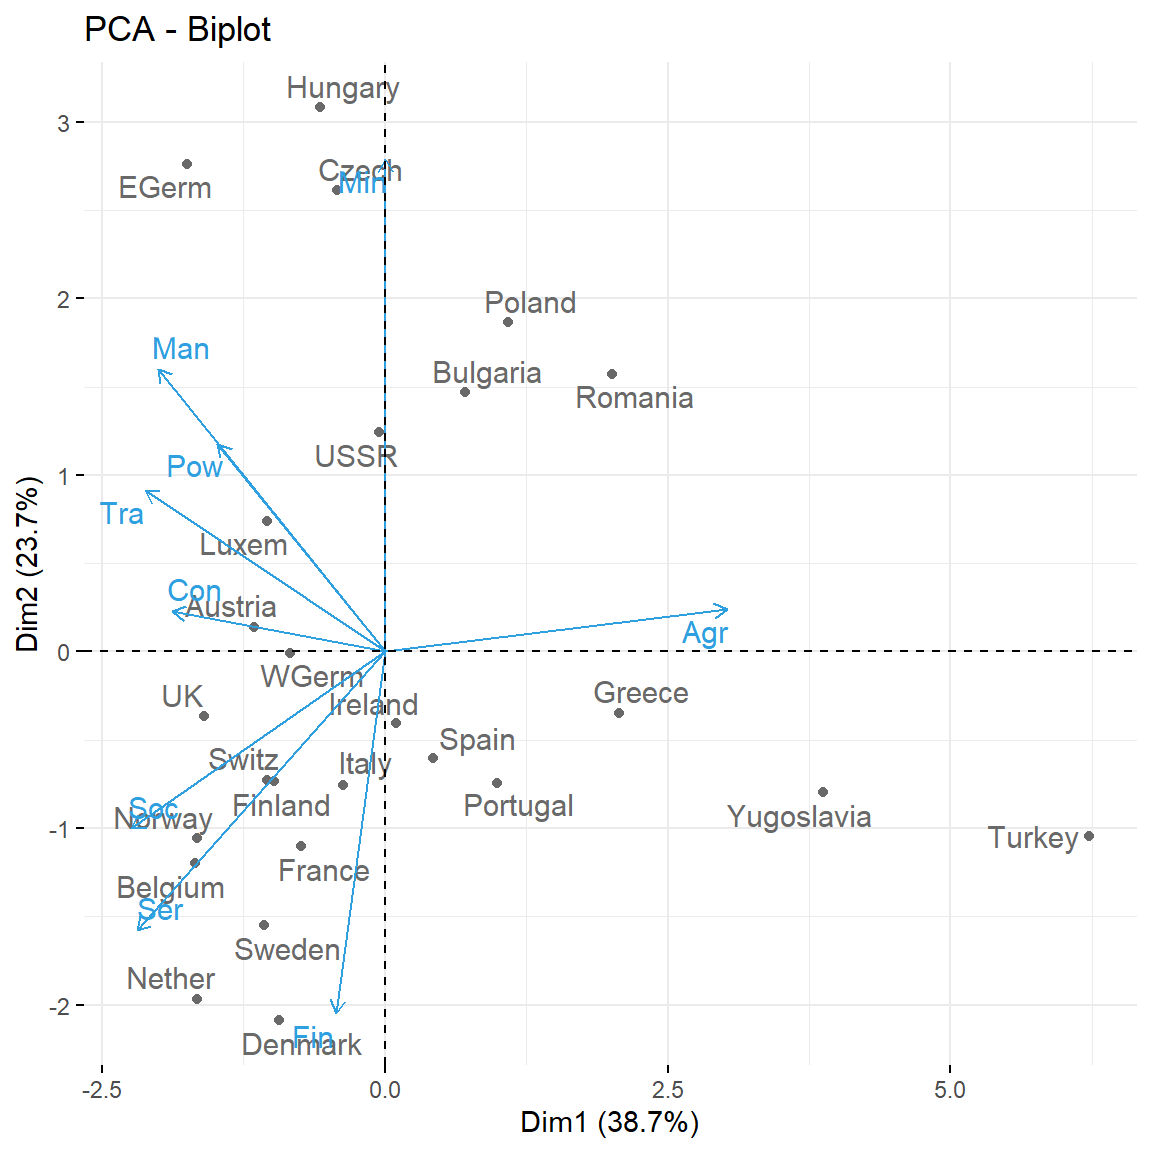 PCA - Biplot
Hungary
3
Czech
Min
EGerm
2
Poland
Man
Bulgaria
Romania
USSR
Pow
1
Tra
Luxem
Con
Austria
Agr
0
WGerm
UK
Ireland
Greece
Spain
Switz
Italy
Finland
Portugal
Soc
Norway
Yugoslavia
-1
Turkey
France
Belgium
Ser
Sweden
Nether
-2
Fin
Denmark
-2.5
0.0
2.5
5.0
Dim1 (38.7%)
Dim2 (23.7%)